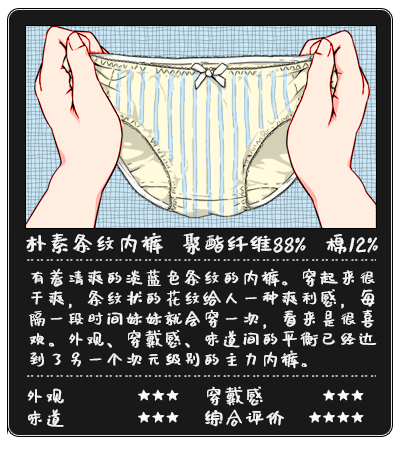 朴素条纹内裤 聚酯纤维88% 棉12%
有着清爽的淡蓝色条纹的内裤。穿起来很
干爽，条纹状的花纹给人一种爽利感，每
隔一段时间妹妹就会穿一次，看来是很喜
欢。外观、穿戴感、味道间的平衡已经达
到了另一个次元级别的主力内裤。
外观 ★★★ 穿戴感 ★★★
味道 ★★★ 综合评价 ★★★★